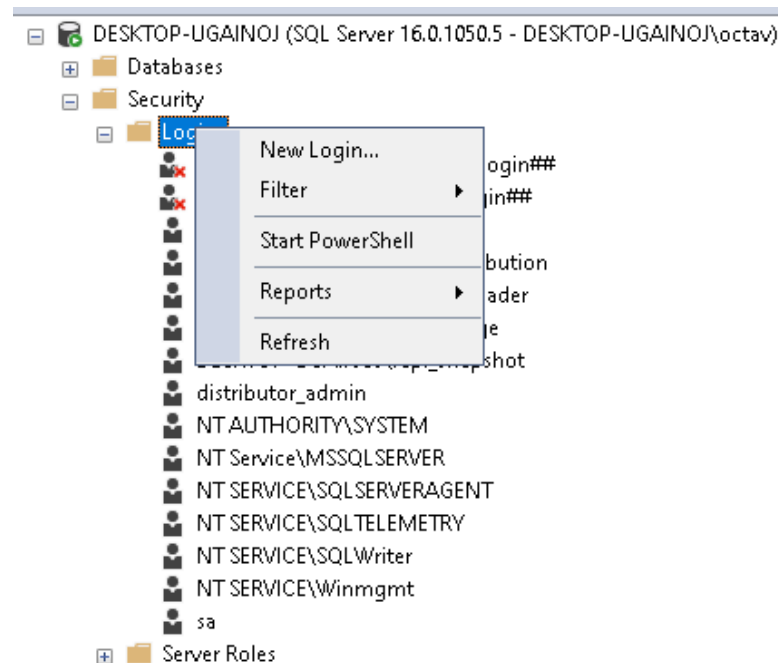 DESKTOP-UGAINOJ (SQL Server 16.0.1050.5 - DESKTOP-UGAINOJ\octav)
Databases
Security
New Login...
ogin##
Filter
gin##
Start PowerShell
bution
Reports
ader
Refresh
shot
distributor_admin
NT AUTHORITY\SYSTEM
NT Service\MSSQLSERVER
NT SERVICE\SQLSERVERAGENT
NT SERVICE\SQLTELEMETRY
NT SERVICE\SQLWriter
NT SERVICE\Winmgmt
sa
Server Roles